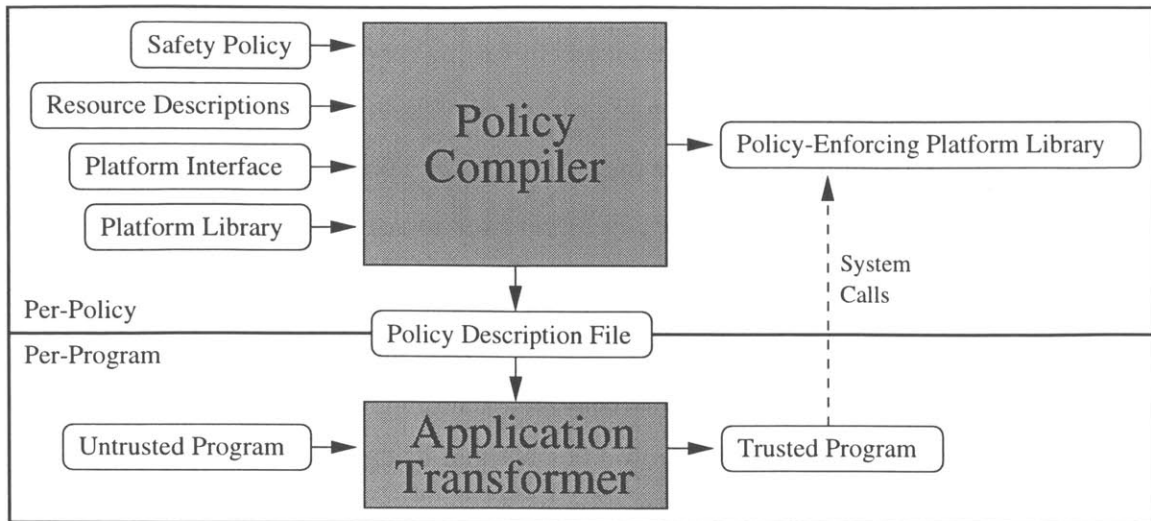 Safety Policy
Resource Descriptions
Platform Interface
Platform Library
Policy
Compiler
Policy-Enforcing Platform Library
System
Calls
Per-Policy
Policy Description File
Per-Program
Untrusted Program
Application
Transformer
Trusted Program